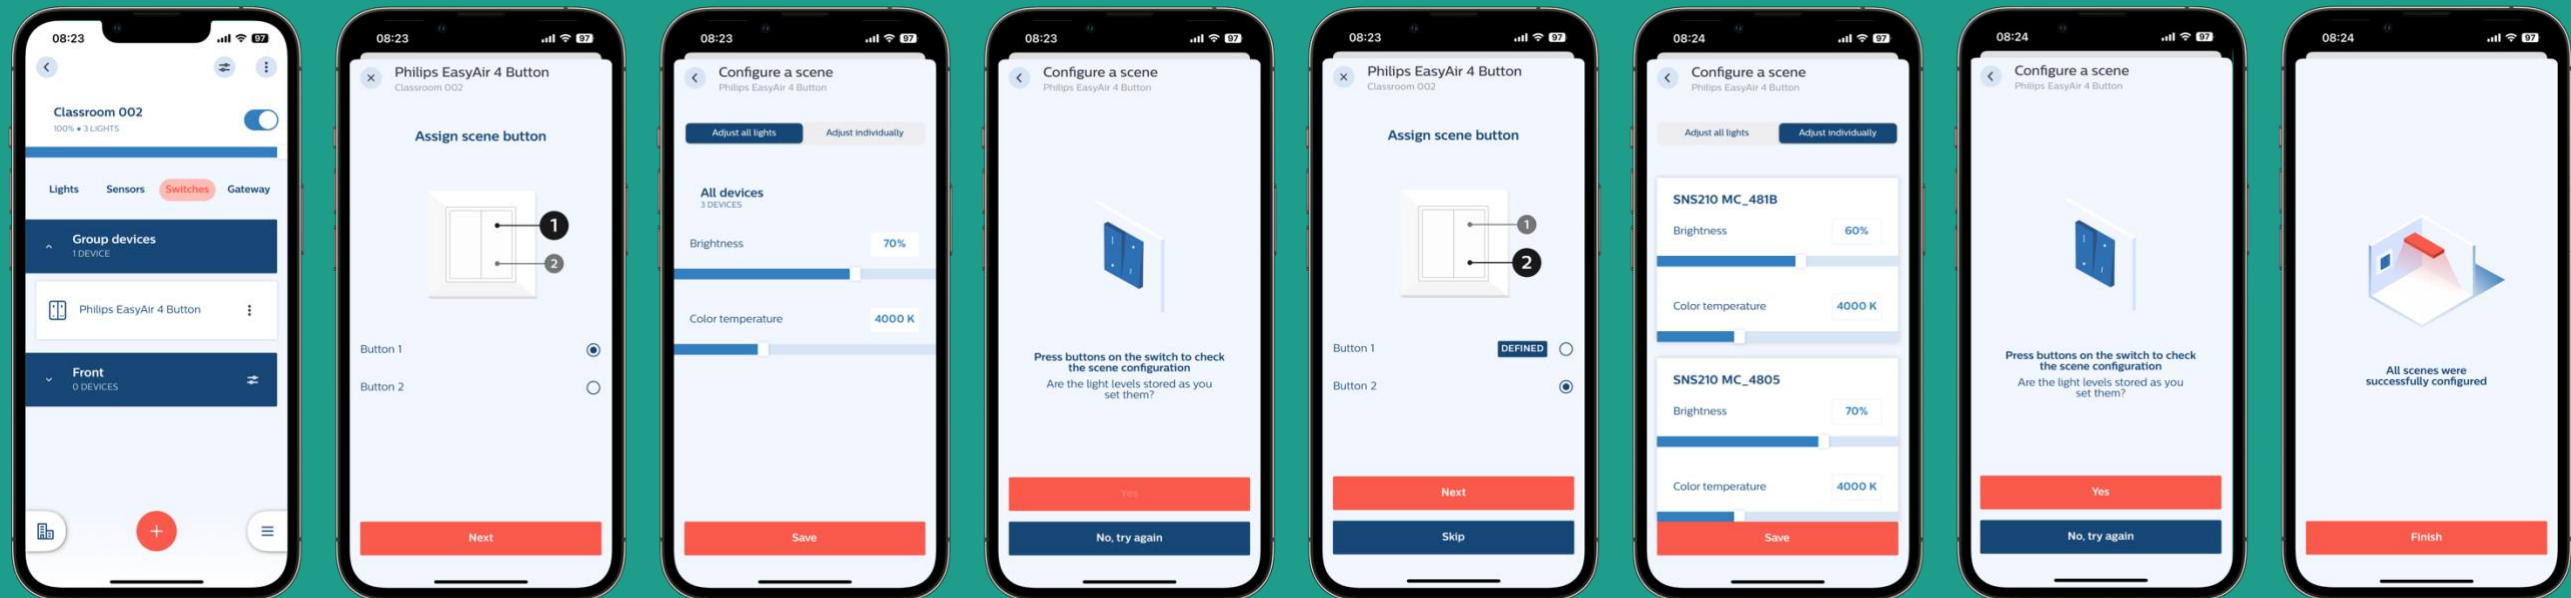 08:23
97
Classroom 002
100% • 3 LIGHTS
Lights Sensors Switches Gateway
Group devices
1 DEVICE
Philips EasyAir 4 Button
Front
0 DEVICES
08:23
97
Philips EasyAir 4 Button
Classroom 002
Assign scene button
1
2
Button 1
Button 2
Next
08:23
97
Configure a scene
Philips EasyAir 4 Button
Adjust all lights Adjust individually
All devices
3 DEVICES
Brightness 70%
Color temperature 4000 K
Save
08:23
97
Configure a scene
Philips EasyAir 4 Button
Press buttons on the switch to check
the scene configuration
Are the light levels stored as you
set them?
Yes
No, try again
08:23
97
Philips EasyAir 4 Button
Classroom 002
Assign scene button
1
2
Button 1 DEFINED
Button 2
Next
Skip
08:24
97
Configure a scene
Philips EasyAir 4 Button
Adjust all lights Adjust individually
SNS210 MC_481B
Brightness 60%
Color temperature 4000 K
SNS210 MC_4805
Brightness 70%
Color temperature 4000 K
Save
08:24
97
Configure a scene
Philips EasyAir 4 Button
Press buttons on the switch to check
the scene configuration
Are the light levels stored as you
set them?
Yes
No, try again
08:24
97
All scenes were
successfully configured
Finish